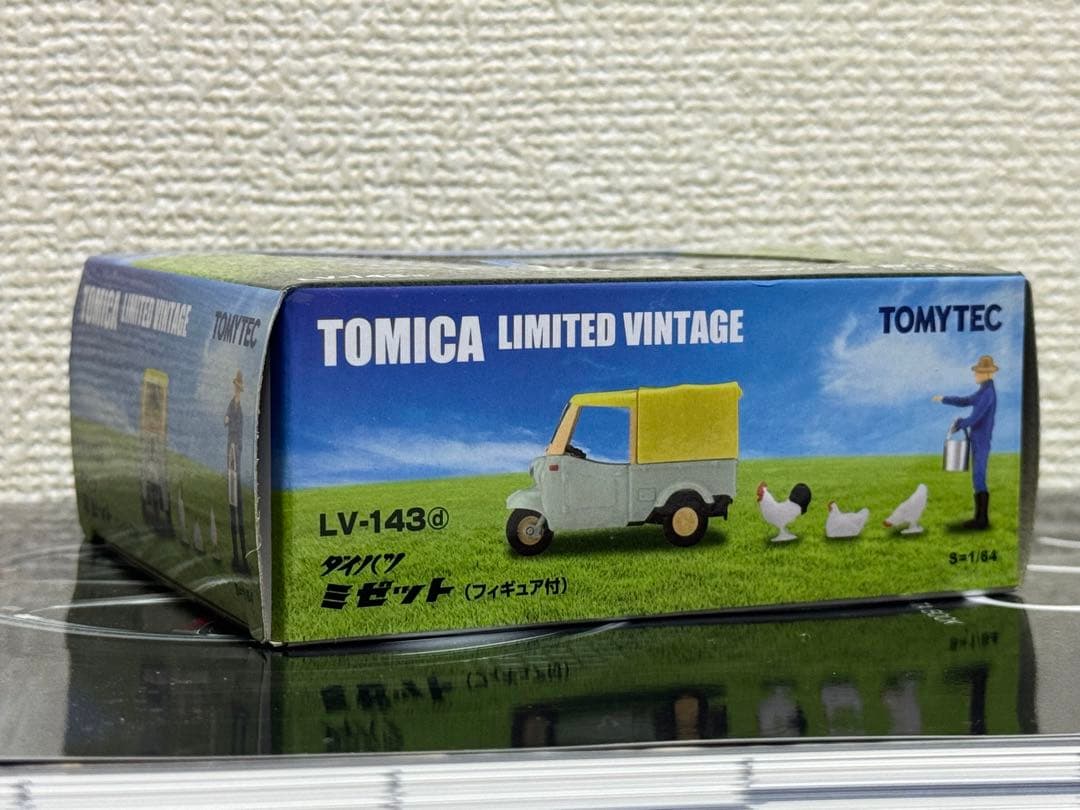 TOMICA LIMITED VINTAGE
TOMYTEC
LV-143ⓓ
ダイハツ
ミゼット(フィギュア付)
S=1/64
TOMICA LIMITED VINTAGE
TOMYTEC